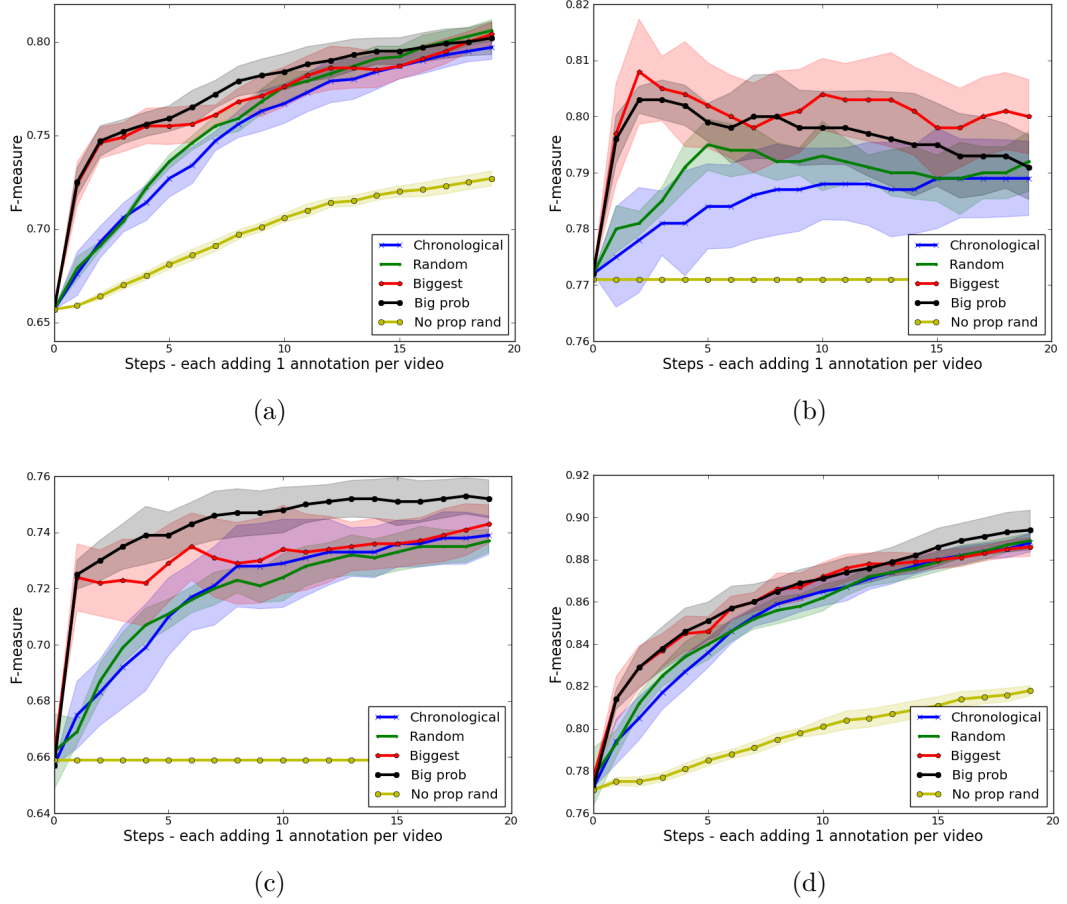 0.80
0.75
0.70
0.65
F-measure
Chronological
Random
Biggest
Big prob
No prop rand
0 5 10 15 20
Steps - each adding 1 annotation per video
(a)
0.82
0.81
0.80
0.79
0.78
0.77
0.76
F-measure
Chronological
Random
Biggest
Big prob
No prop rand
0 5 10 15 20
Steps - each adding 1 annotation per video
(b)
0.76
0.74
0.72
0.70
0.68
0.66
0.64
F-measure
Chronological
Random
Biggest
Big prob
No prop rand
0 5 10 15 20
Steps - each adding 1 annotation per video
(c)
0.92
0.90
0.88
0.86
0.84
0.82
0.80
0.78
0.76
F-measure
Chronological
Random
Biggest
Big prob
No prop rand
0 5 10 15 20
Steps - each adding 1 annotation per video
(d)